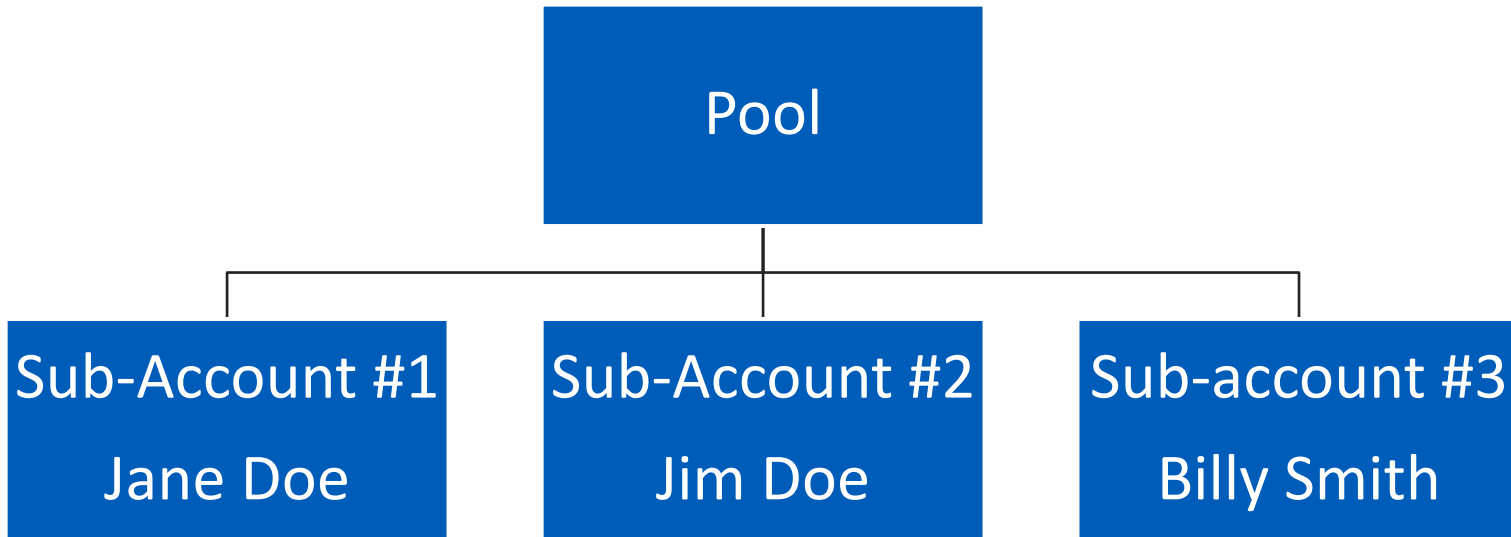 Pool
Sub-Account #1
Jane Doe
Sub-Account #2
Jim Doe
Sub-account #3
Billy Smith